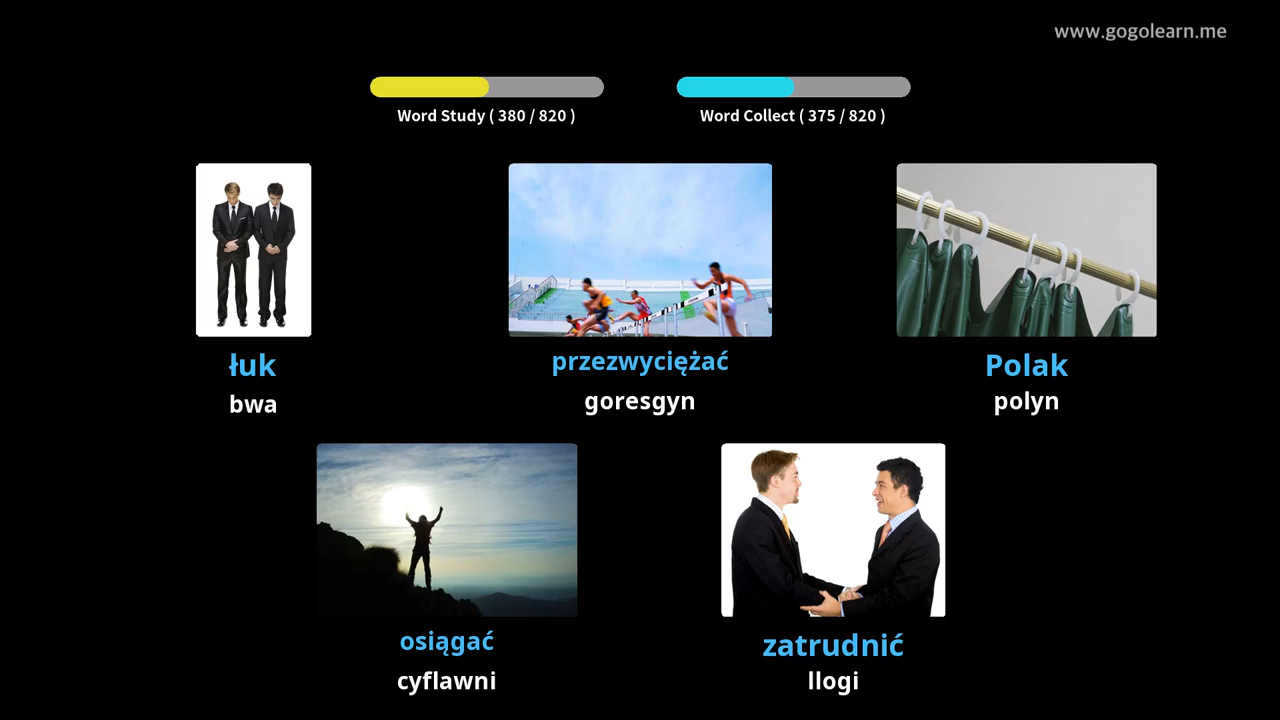 www.gogolearn.me
Word Study ( 380 / 820 )
Word Collect ( 375 / 820 )
łuk
bwa
przezwyciężać
goresgyn
Polak
polyn
osiągać
cyflawni
zatrudnić
llogi